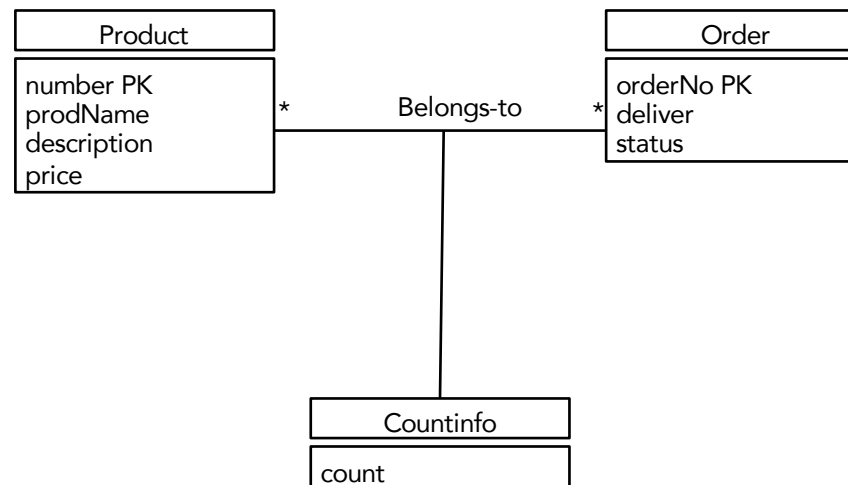 Product
number PK
prodName
description
price
* Belongs-to *
Order
orderNo PK
deliver
status
Countinfo
count